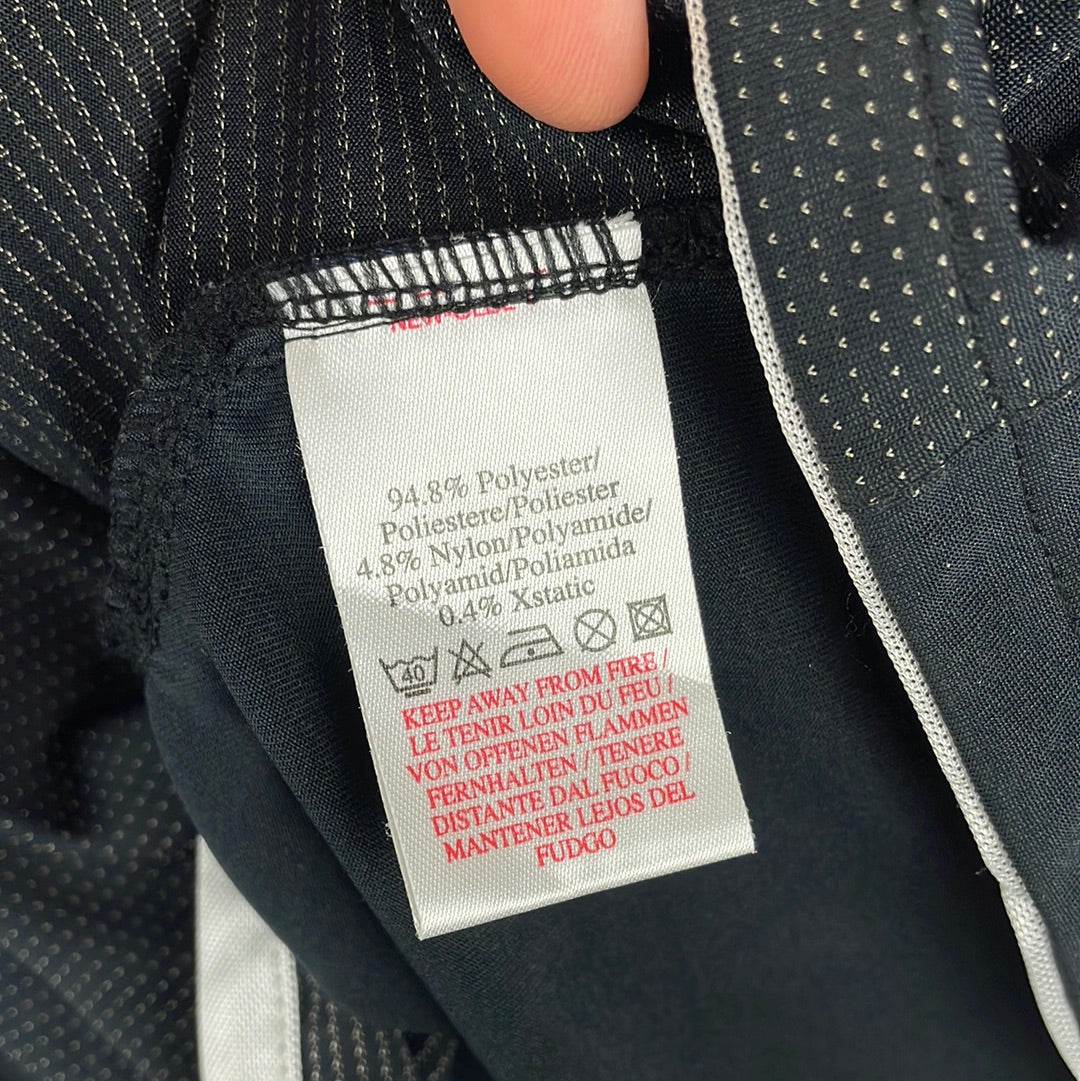 94.8% Polyester/
Poliestere/Poliester
4.8% Nylon/Polyamide/
Polyamid/Poliamida
0.4% Xstatic
40
KEEP AWAY FROM FIRE /
LE TENIR LOIN DU FEU /
VON OFFENEN FLAMMEN
FERNHALTEN / TENERE
DISTANTE DAL FUOCO /
MANTENER LEJOS DEL
FUDGO